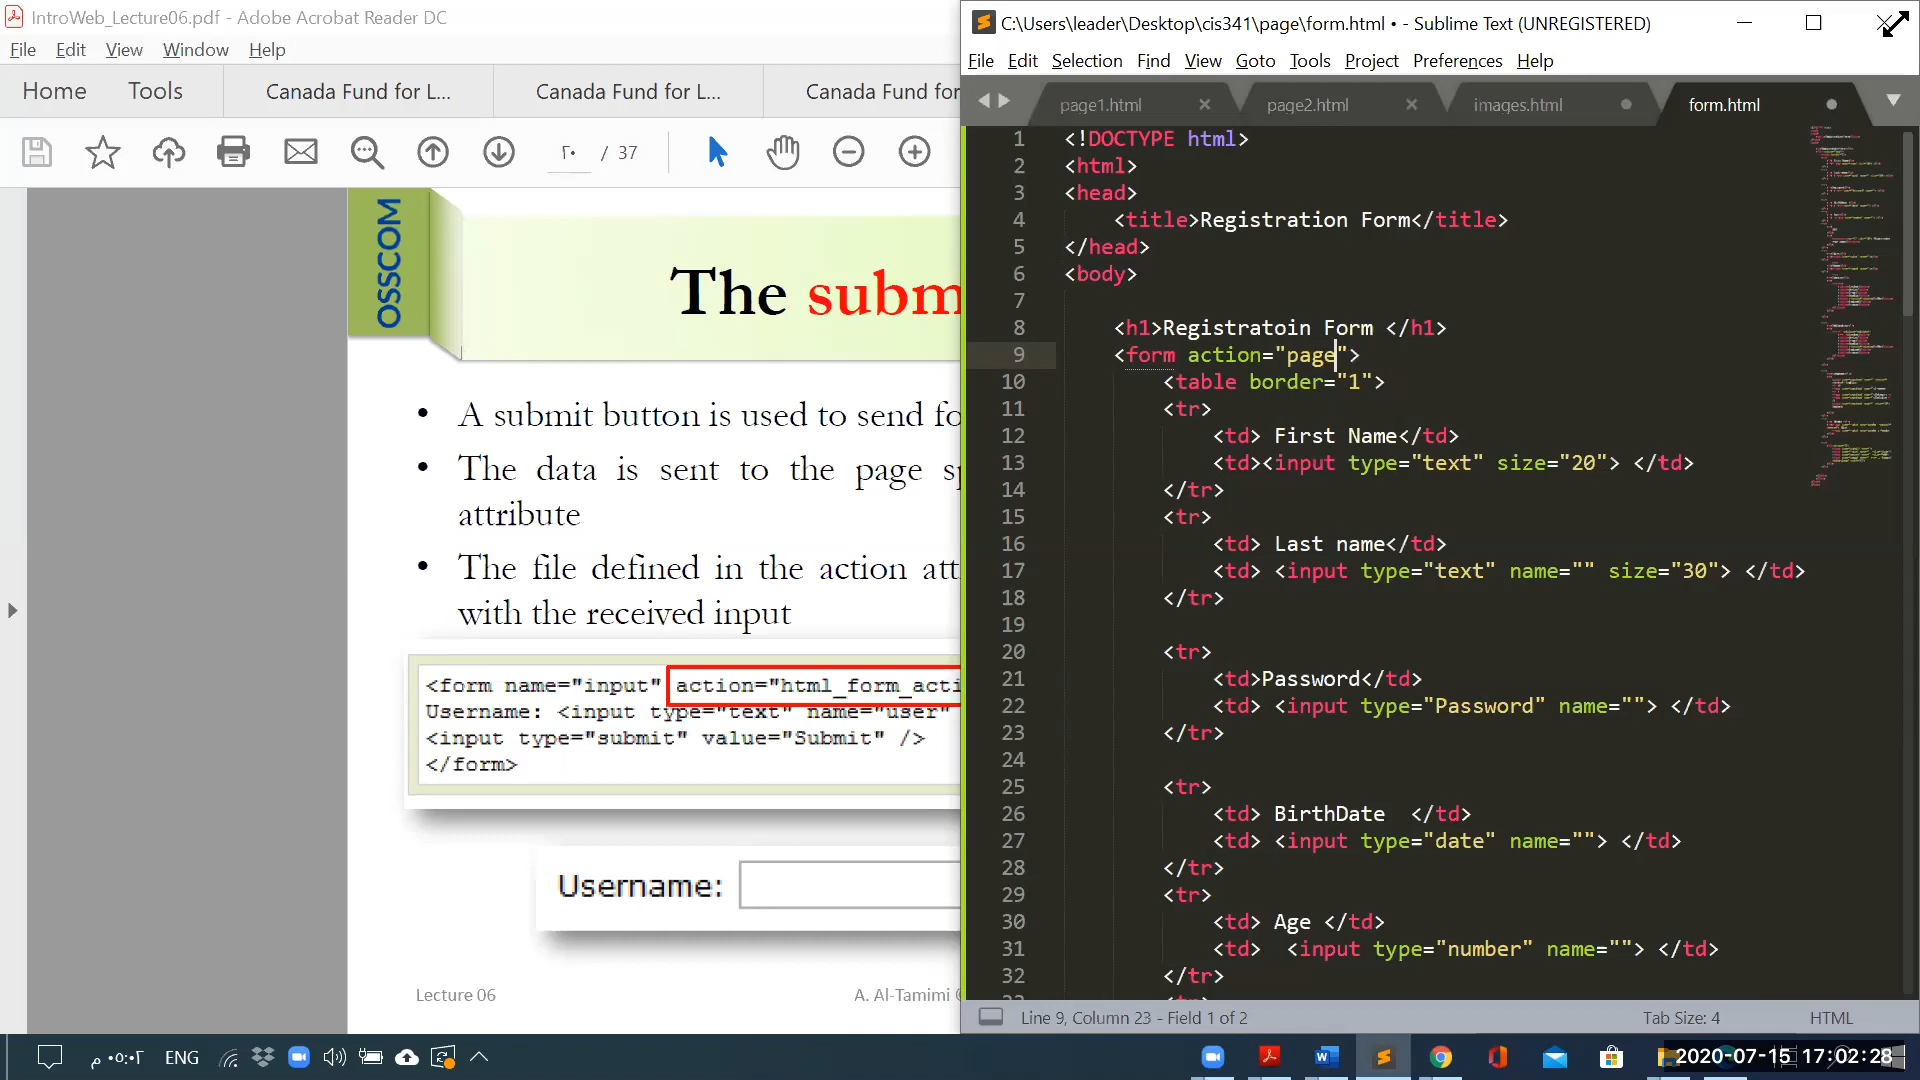 IntroWeb_Lecture06.pdf - Adobe Acrobat Reader DC
File Edit View Window Help
Home Tools Canada Fund for L... Canada Fund for L... Canada Fund for
٢٠ / 37
OSSCOM
The subm
• A submit button is used to send fo
• The data is sent to the page sp
attribute
• The file defined in the action att
with the received input
<form name="input" action="html_form_acti
Username: <input type="text" name="user"
<input type="submit" value="Submit" />
</form>
Username:
Lecture 06
A. Al-Tamimi ©
C:\Users\leader\Desktop\cis341\page\form.html • - Sublime Text (UNREGISTERED)
File Edit Selection Find View Goto Tools Project Preferences Help
page1.html page2.html images.html form.html
1 <!DOCTYPE html>
2 <html>
3 <head>
4 <title>Registration Form</title>
5 </head>
6 <body>
7
8 <h1>Registratoin Form </h1>
9 <form action="page">
10 <table border="1">
11 <tr>
12 <td> First Name</td>
13 <td><input type="text" size="20"> </td>
14 </tr>
15 <tr>
16 <td> Last name</td>
17 <td> <input type="text" name="" size="30"> </td>
18 </tr>
19
20 <tr>
21 <td>Password</td>
22 <td> <input type="Password" name=""> </td>
23 </tr>
24
25 <tr>
26 <td> BirthDate </td>
27 <td> <input type="date" name=""> </td>
28 </tr>
29 <tr>
30 <td> Age </td>
31 <td> <input type="number" name=""> </td>
32 </tr>
Line 9, Column 23 - Field 1 of 2
Tab Size: 4
HTML
٠٥:٠٢ م
ENG
2020-07-15 17:02:28